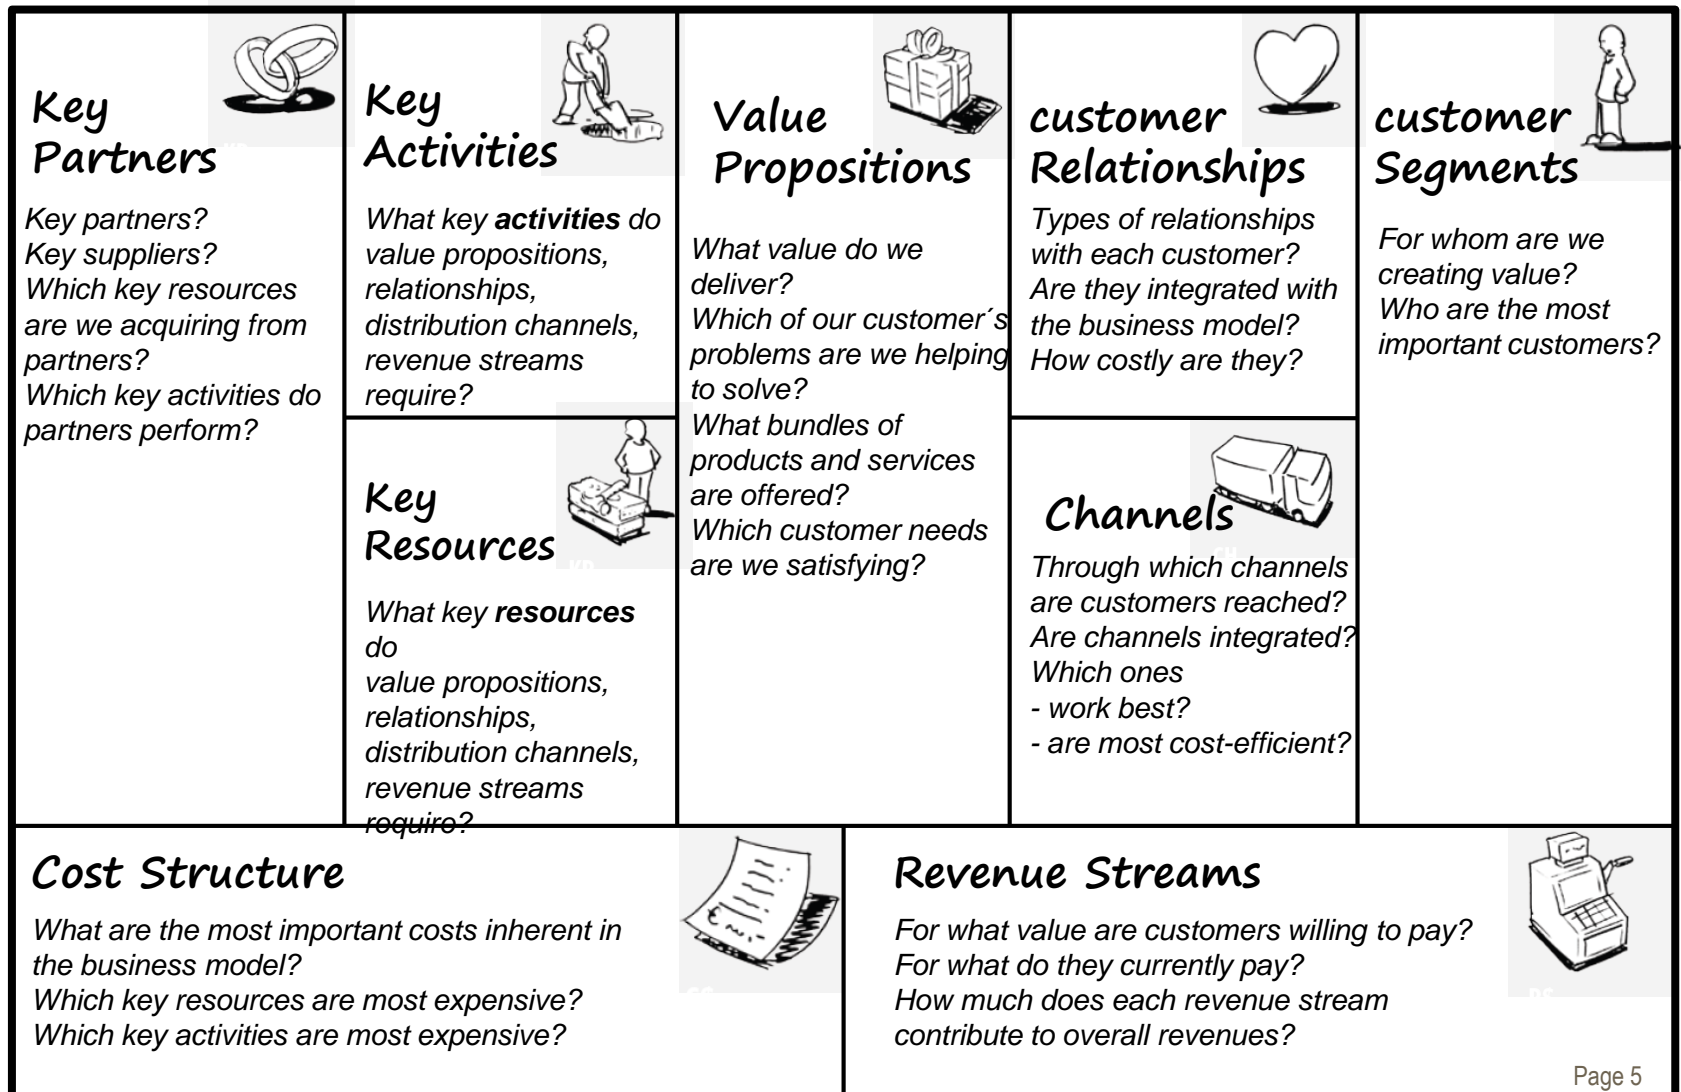 Key
Partners
Key partners?
Key suppliers?
Which key resources
are we acquiring from
partners?
Which key activities do
partners perform?
Key
Activities
What key activities do
value propositions,
relationships,
distribution channels,
revenue streams
require?
Key
Resources
What key resources
do
value propositions,
relationships,
distribution channels,
revenue streams
require?
Value
Propositions
What value do we
deliver?
Which of our customer´s
problems are we helping
to solve?
What bundles of
products and services
are offered?
Which customer needs
are we satisfying?
customer
Relationships
Types of relationships
with each customer?
Are they integrated with
the business model?
How costly are they?
Channels
CH
Through which channels
are customers reached?
Are channels integrated?
Which ones
- work best?
- are most cost-efficient?
customer
Segments
For whom are we
creating value?
Who are the most
important customers?
Cost Structure
What are the most important costs inherent in
the business model?
Which key resources are most expensive?
Which key activities are most expensive?
Revenue Streams
For what value are customers willing to pay?
For what do they currently pay?
How much does each revenue stream
contribute to overall revenues?
Page 5